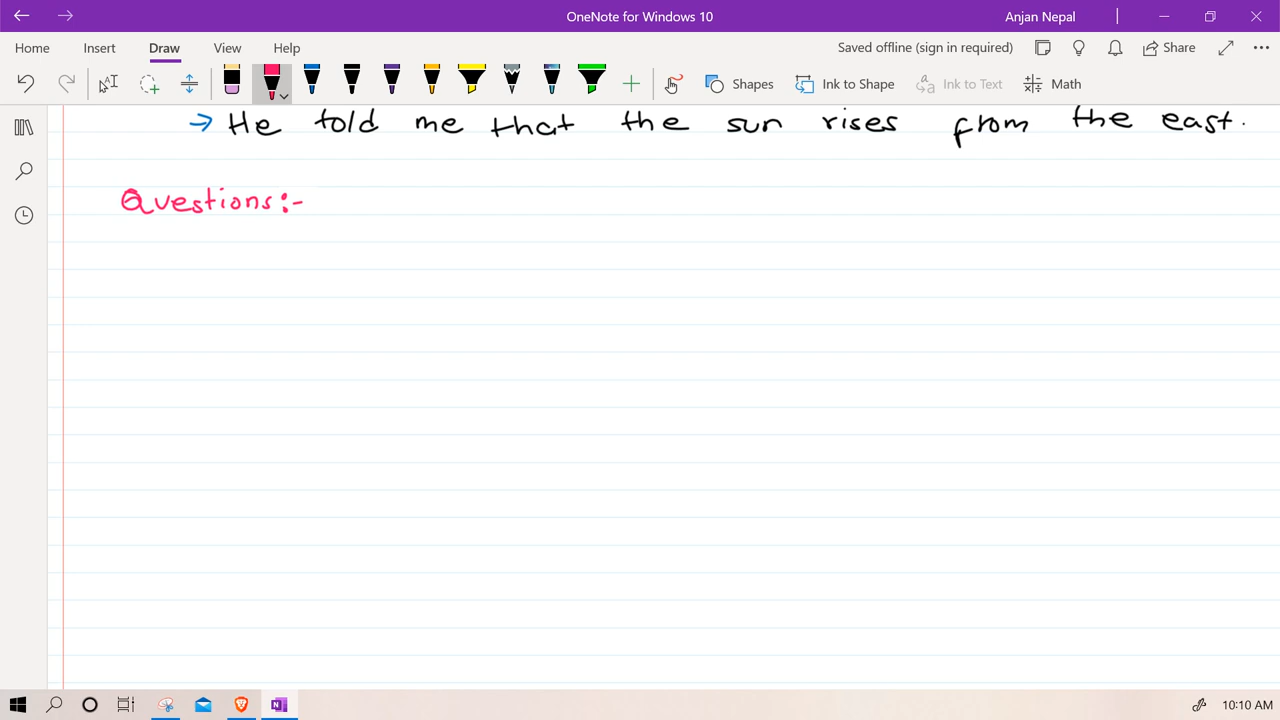 OneNote for Windows 10
Anjan Nepal
Home Insert Draw View Help
Saved offline (sign in required)
Share
Shapes
Ink to Shape
Ink to Text
Math
→ He told me that the sun rises from the east.
Questions:-
10:10 AM